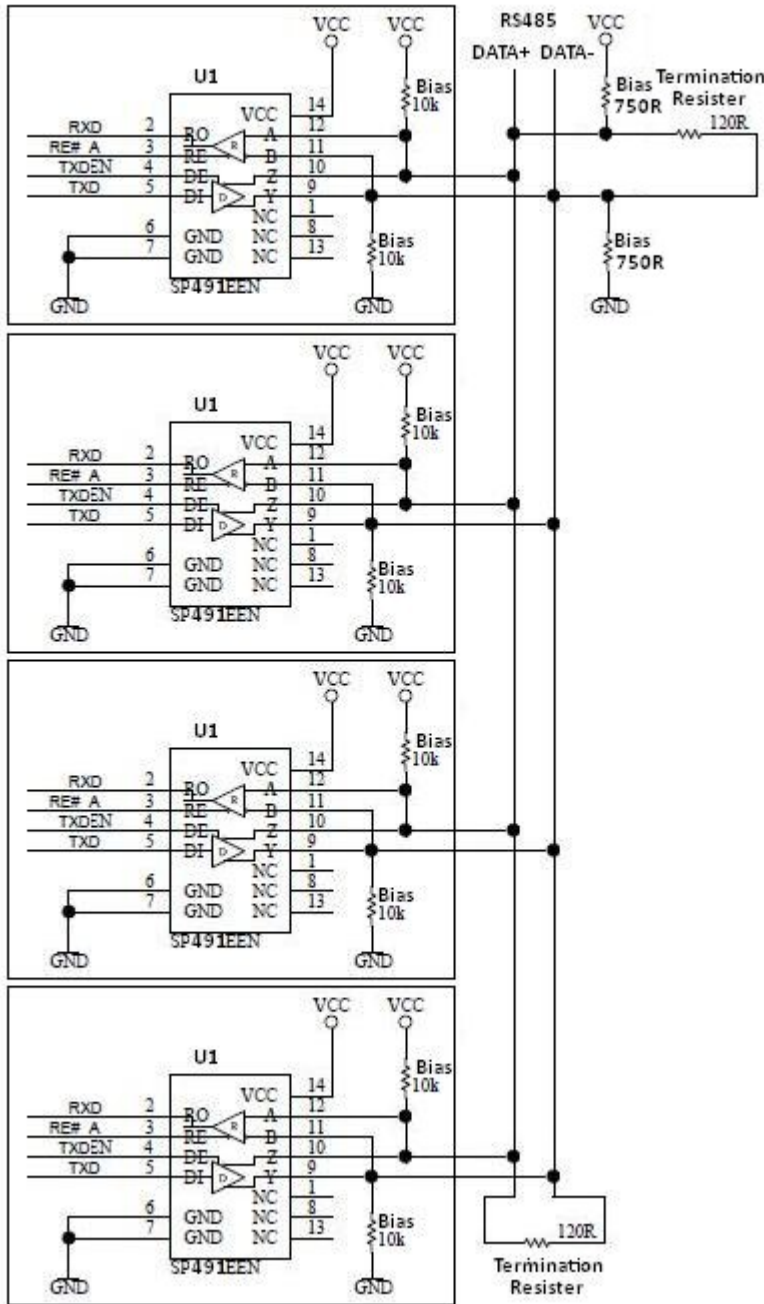 VCC VCC RS485 VCC
DATA+ DATA-
U1 Bias 10k Bias 750R Termination Resister
VCC 14 120R
RXD 2 RO A 12
RE# A 3 RE R B 11
TXDEN 4 DE Z 10
TXD 5 DI D Y 9
NC 1
6 GND NC 8 Bias 10k Bias 750R
7 GND NC 13
GND SP491EEN GND GND
VCC VCC
U1 Bias 10k
VCC 14
RXD 2 RO A 12
RE# A 3 RE R B 11
TXDEN 4 DE Z 10
TXD 5 DI D Y 9
NC 1
6 GND NC 8 Bias 10k
7 GND NC 13
GND SP491EEN GND
VCC VCC
U1 Bias 10k
VCC 14
RXD 2 RO A 12
RE# A 3 RE R B 11
TXDEN 4 DE Z 10
TXD 5 DI D Y 9
NC 1
6 GND NC 8 Bias 10k
7 GND NC 13
GND SP491EEN GND
VCC VCC
U1 Bias 10k
VCC 14
RXD 2 RO A 12
RE# A 3 RE R B 11
TXDEN 4 DE Z 10
TXD 5 DI D Y 9
NC 1
6 GND NC 8 Bias 10k
7 GND NC 13 120R
GND SP491EEN GND Termination
Resister